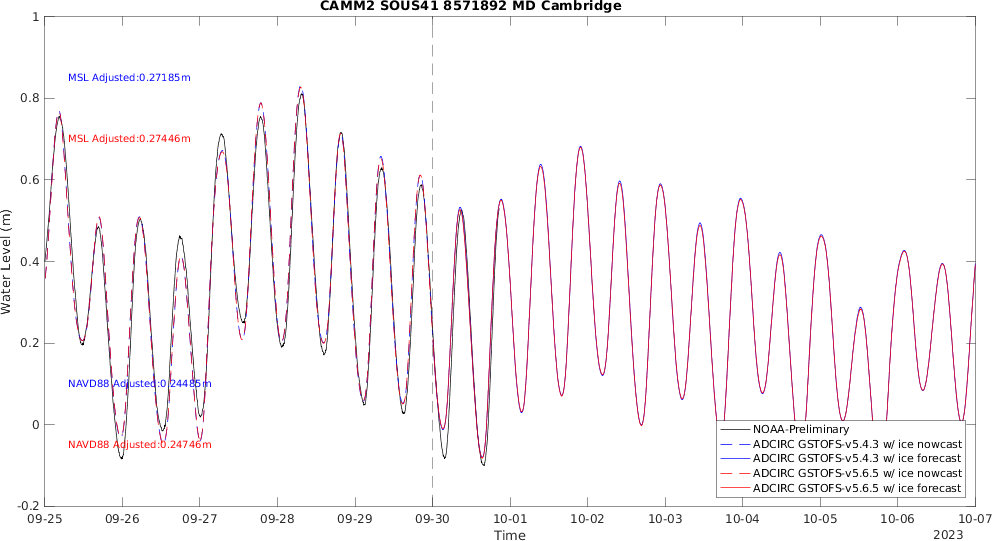 CAMM2 SOUS41 8571892 MD Cambridge
1
0.8
0.6
0.4
0.2
0
-0.2
Water Level (m)
MSL Adjusted:0.27185m
MSL Adjusted:0.27446m
NAVD88 Adjusted:0.24485m
NAVD88 Adjusted:0.24746m
NOAA-Preliminary
ADCIRC GSTOFS-v5.4.3 w/ ice nowcast
ADCIRC GSTOFS-v5.4.3 w/ ice forecast
ADCIRC GSTOFS-v5.6.5 w/ ice nowcast
ADCIRC GSTOFS-v5.6.5 w/ ice forecast
09-25 09-26 09-27 09-28 09-29 09-30 10-01 10-02 10-03 10-04 10-05 10-06 10-07
Time
2023